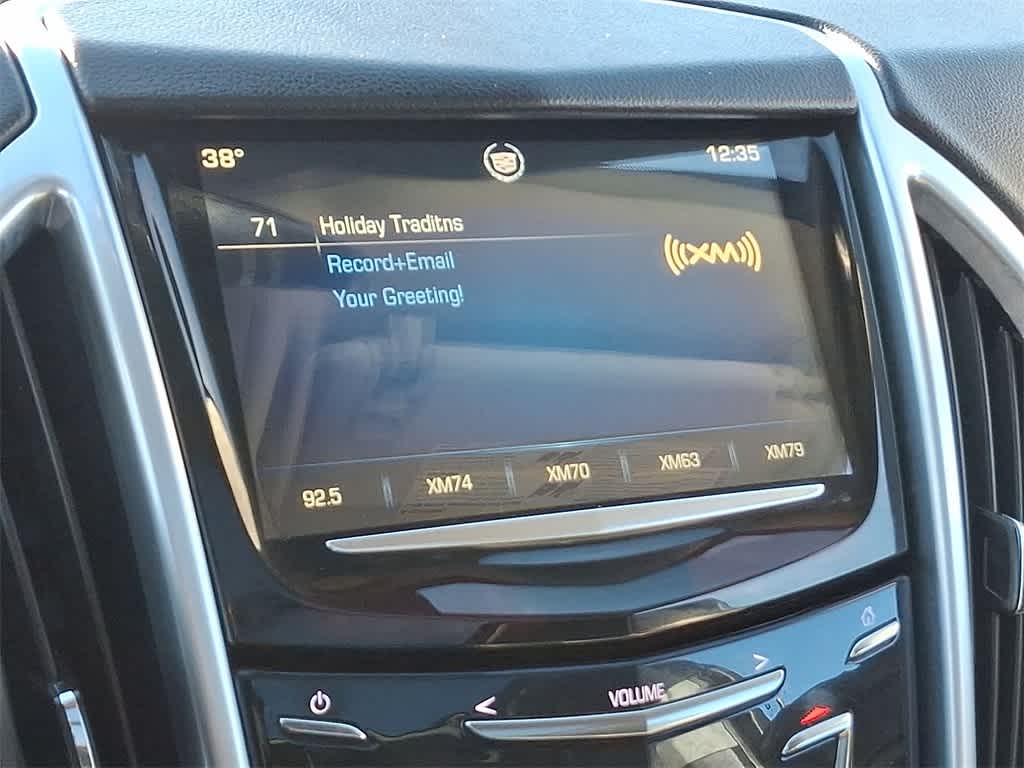 38° 12:35
71 Holiday Traditns
((XM))
Record+Email
Your Greeting!
92.5 XM74 XM70 XM63 XM79
< VOLUME >